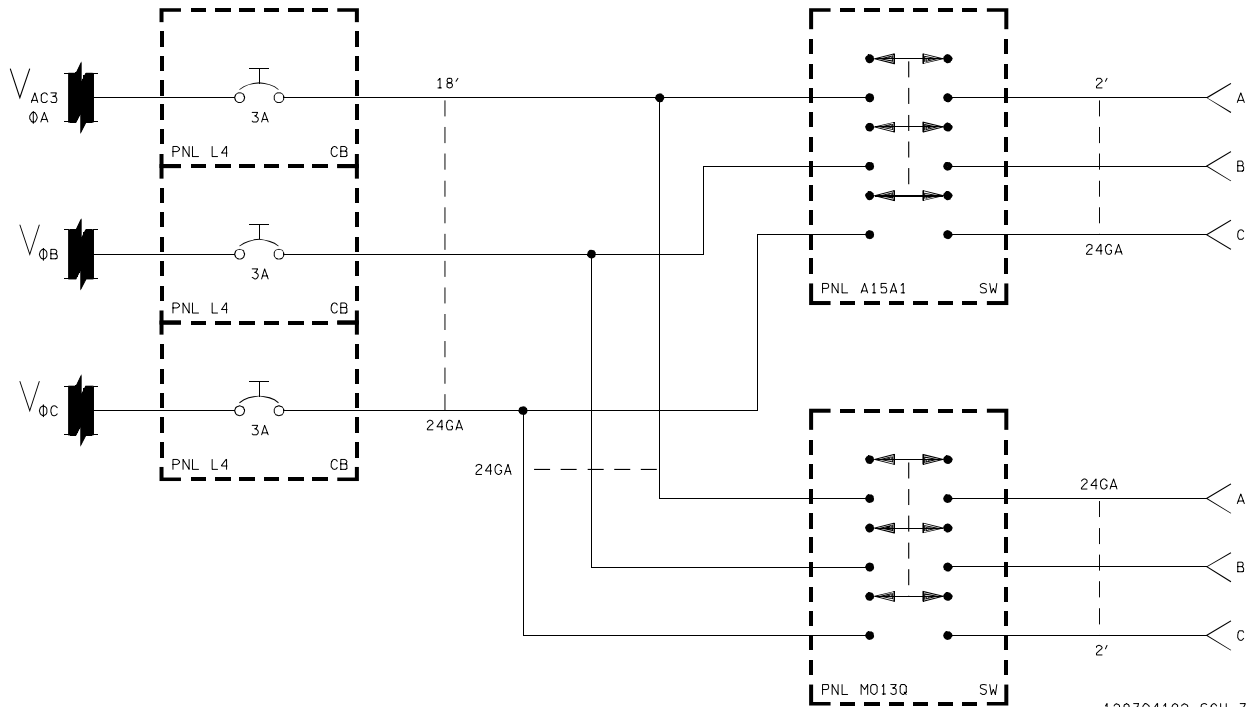 AC3
ΦA
3A
PNL L4 CB
18'
2'
A
B
C
24GA
PNL A15A1 SW
ΦB
3A
PNL L4 CB
ΦC
3A
PNL L4 CB
24GA
24GA
24GA
A
B
C
2'
PNL MO13Q SW